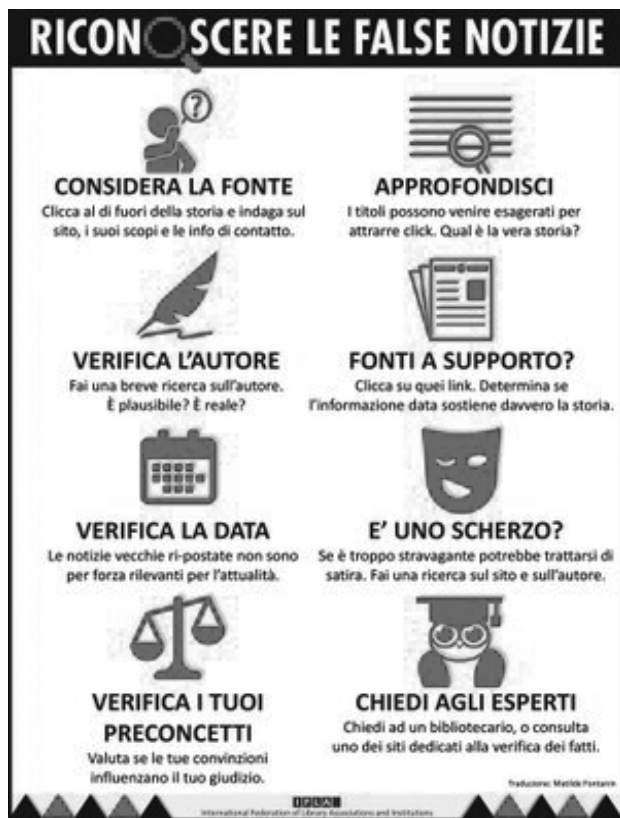 RICONOSCERE LE FALSE NOTIZIE
?
CONSIDERA LA FONTE
Clicca al di fuori della storia e indaga sul
sito, i suoi scopi e le info di contatto.
APPROFONDISCI
I titoli possono venire esagerati per
attrarre click. Qual è la vera storia?
VERIFICA L'AUTORE
Fai una breve ricerca sull'autore.
È plausibile? È reale?
FONTI A SUPPORTO?
Clicca su quei link. Determina se
l'informazione data sostiene davvero la storia.
VERIFICA LA DATA
Le notizie vecchie ri-postate non sono
per forza rilevanti per l'attualità.
E' UNO SCHERZO?
Se è troppo stravagante potrebbe trattarsi di
satira. Fai una ricerca sul sito e sull'autore.
VERIFICA I TUOI
PRECONCETTI
Valuta se le tue convinzioni
influenzano il tuo giudizio.
CHIEDI AGLI ESPERTI
Chiedi ad un bibliotecario, o consulta
uno dei siti dedicati alla verifica dei fatti.
Traduzione: Matilde Fontanin
IFLA
International Federation of Library Associations and Institutions